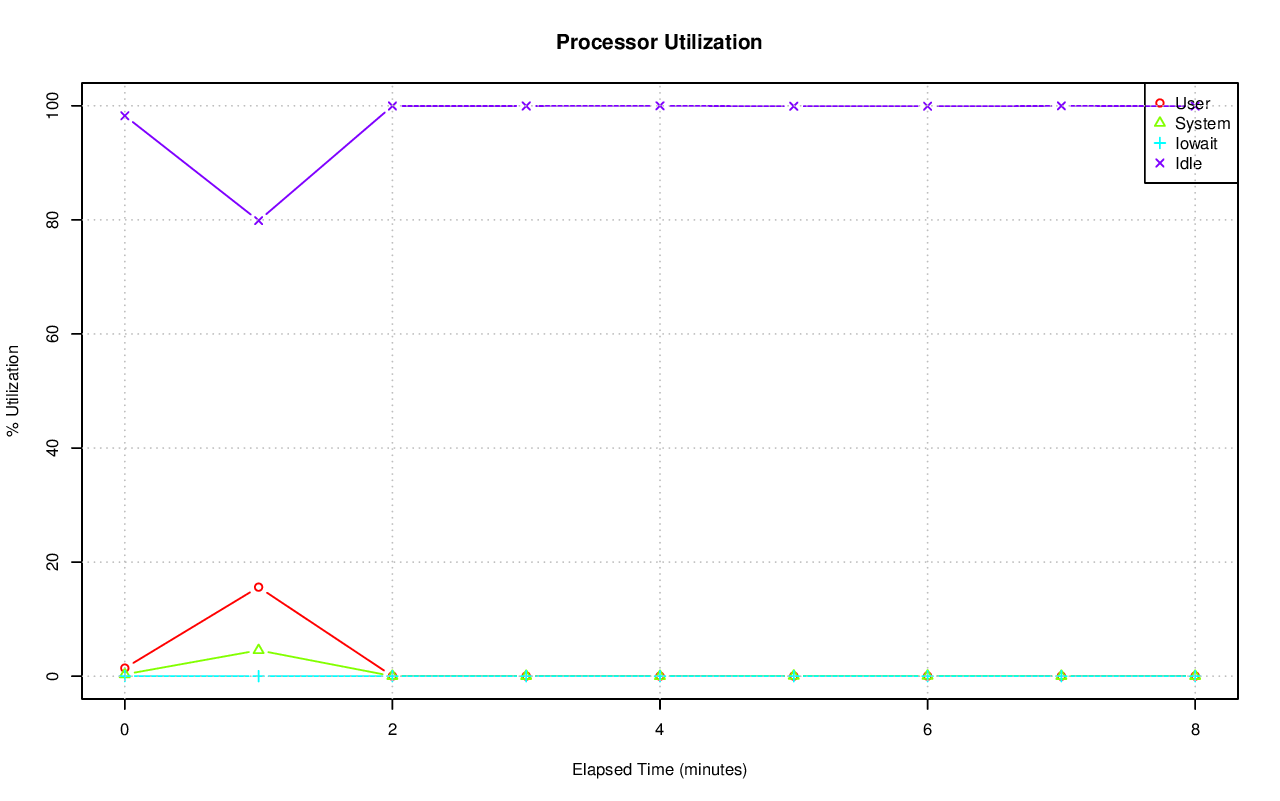 Processor Utilization
% Utilization
100
80
60
40
20
0
User
System
Iowait
Idle
0 2 4 6 8
Elapsed Time (minutes)